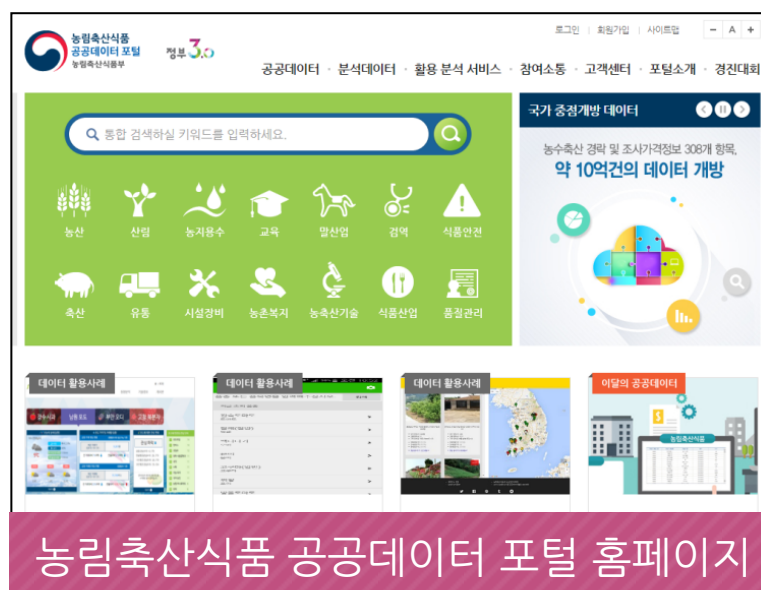 농림축산식품
공공데이터 포털
농림축산식품부
정부3.0
로그인 | 회원가입 | 사이트맵
- A +
공공데이터 · 분석데이터 · 활용 분석 서비스 · 참여소통 · 고객센터 · 포털소개 · 경진대회
통합 검색하실 키워드를 입력하세요.
농산 산림 농지용수 교육 말산업 검역 식품안전
축산 유통 시설장비 농촌복지 농축산기술 식품산업 품질관리
국가 중점개방 데이터
농수축산 경락 및 조사가격정보 308개 항목,
약 10억건의 데이터 개방
데이터 활용사례
데이터 활용사례
데이터 활용사례
이달의 공공데이터
농림축산식품
농림축산식품 공공데이터 포털 홈페이지